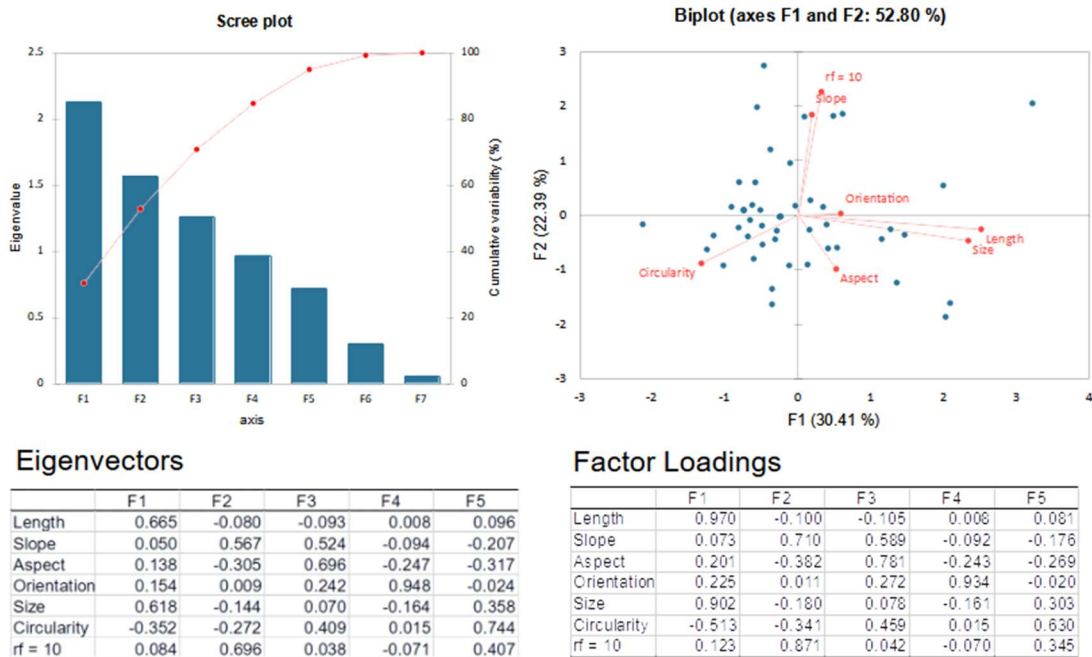 Scree plot
2.5
2
1.5
1
0.5
0
Eigenvalue
100
80
60
40
20
0
Cumulative variability (%)
F1 F2 F3 F4 F5 F6 F7
axis
Biplot (axes F1 and F2: 52.80 %)
3
2
1
0
-1
-2
-3
F2 (22.39 %)
rf = 10
Slope
Orientation
Length
Size
Circularity
Aspect
-3 -2 -1 0 1 2 3 4
F1 (30.41 %)
Eigenvectors
F1 F2 F3 F4 F5
Length 0.665 -0.080 -0.093 0.008 0.096
Slope 0.050 0.567 0.524 -0.094 -0.207
Aspect 0.138 -0.305 0.696 -0.247 -0.317
Orientation 0.154 0.009 0.242 0.948 -0.024
Size 0.618 -0.144 0.070 -0.164 0.358
Circularity -0.352 -0.272 0.409 0.015 0.744
rf = 10 0.084 0.696 0.038 -0.071 0.407
Factor Loadings
F1 F2 F3 F4 F5
Length 0.970 -0.100 -0.105 0.008 0.081
Slope 0.073 0.710 0.589 -0.092 -0.176
Aspect 0.201 -0.382 0.781 -0.243 -0.269
Orientation 0.225 0.011 0.272 0.934 -0.020
Size 0.902 -0.180 0.078 -0.161 0.303
Circularity -0.513 -0.341 0.459 0.015 0.630
rf = 10 0.123 0.871 0.042 -0.070 0.345